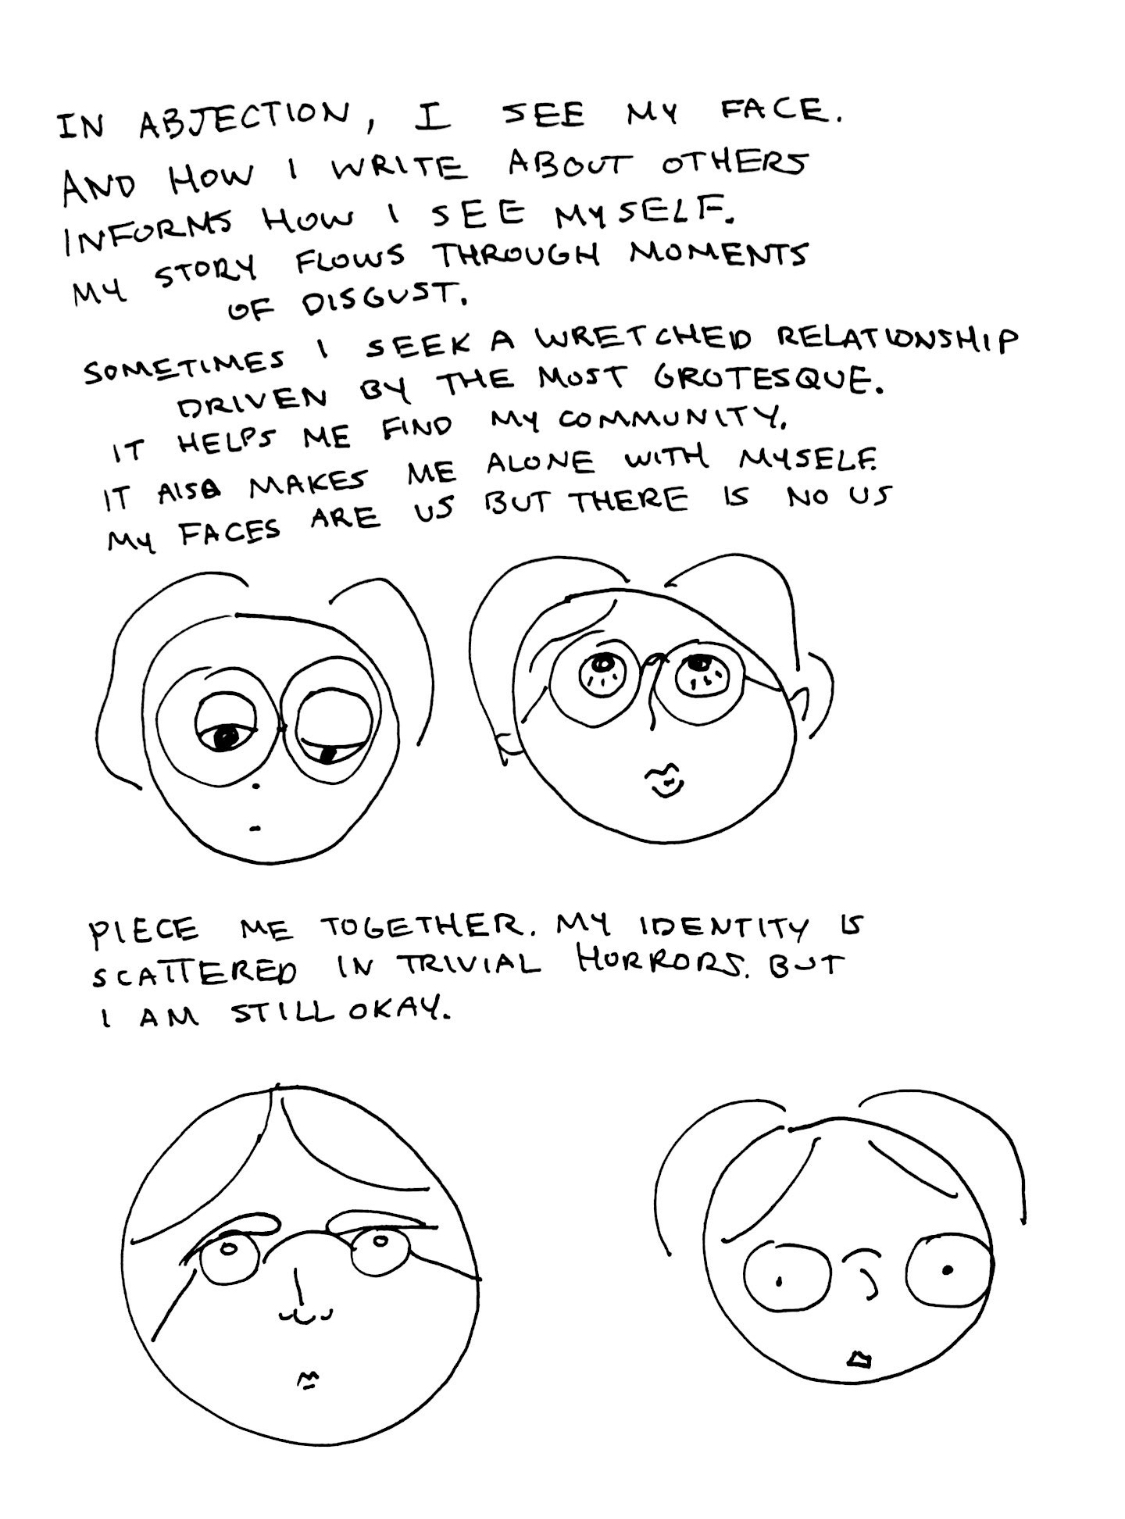 IN ABJECTION, I SEE MY FACE.
AND HOW I WRITE ABOUT OTHERS
INFORMS HOW I SEE MYSELF.
MY STORY FLOWS THROUGH MOMENTS
OF DISGUST.
SOMETIMES I SEEK A WRETCHED RELATIONSHIP
DRIVEN BY THE MOST GROTESQUE.
IT HELPS ME FIND MY COMMUNITY.
IT ALSO MAKES ME ALONE WITH MYSELF.
MY FACES ARE US BUT THERE IS NO US
PIECE ME TOGETHER. MY IDENTITY IS
SCATTERED IN TRIVIAL HORRORS. BUT
I AM STILL OKAY.